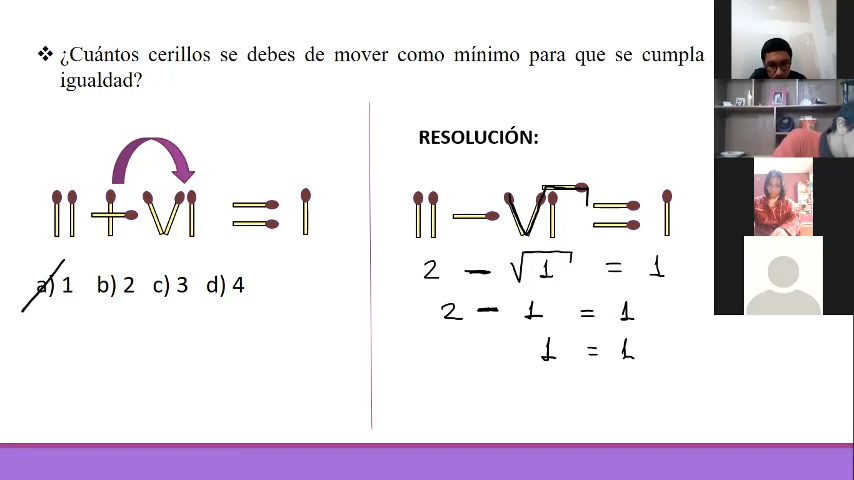 ❖ ¿Cuántos cerillos se debes de mover como mínimo para que se cumpla
igualdad?
II + VI = I
a) 1 b) 2 c) 3 d) 4
RESOLUCIÓN:
II - √I = I
2 - √1 = 1
2 - 1 = 1
1 = 1